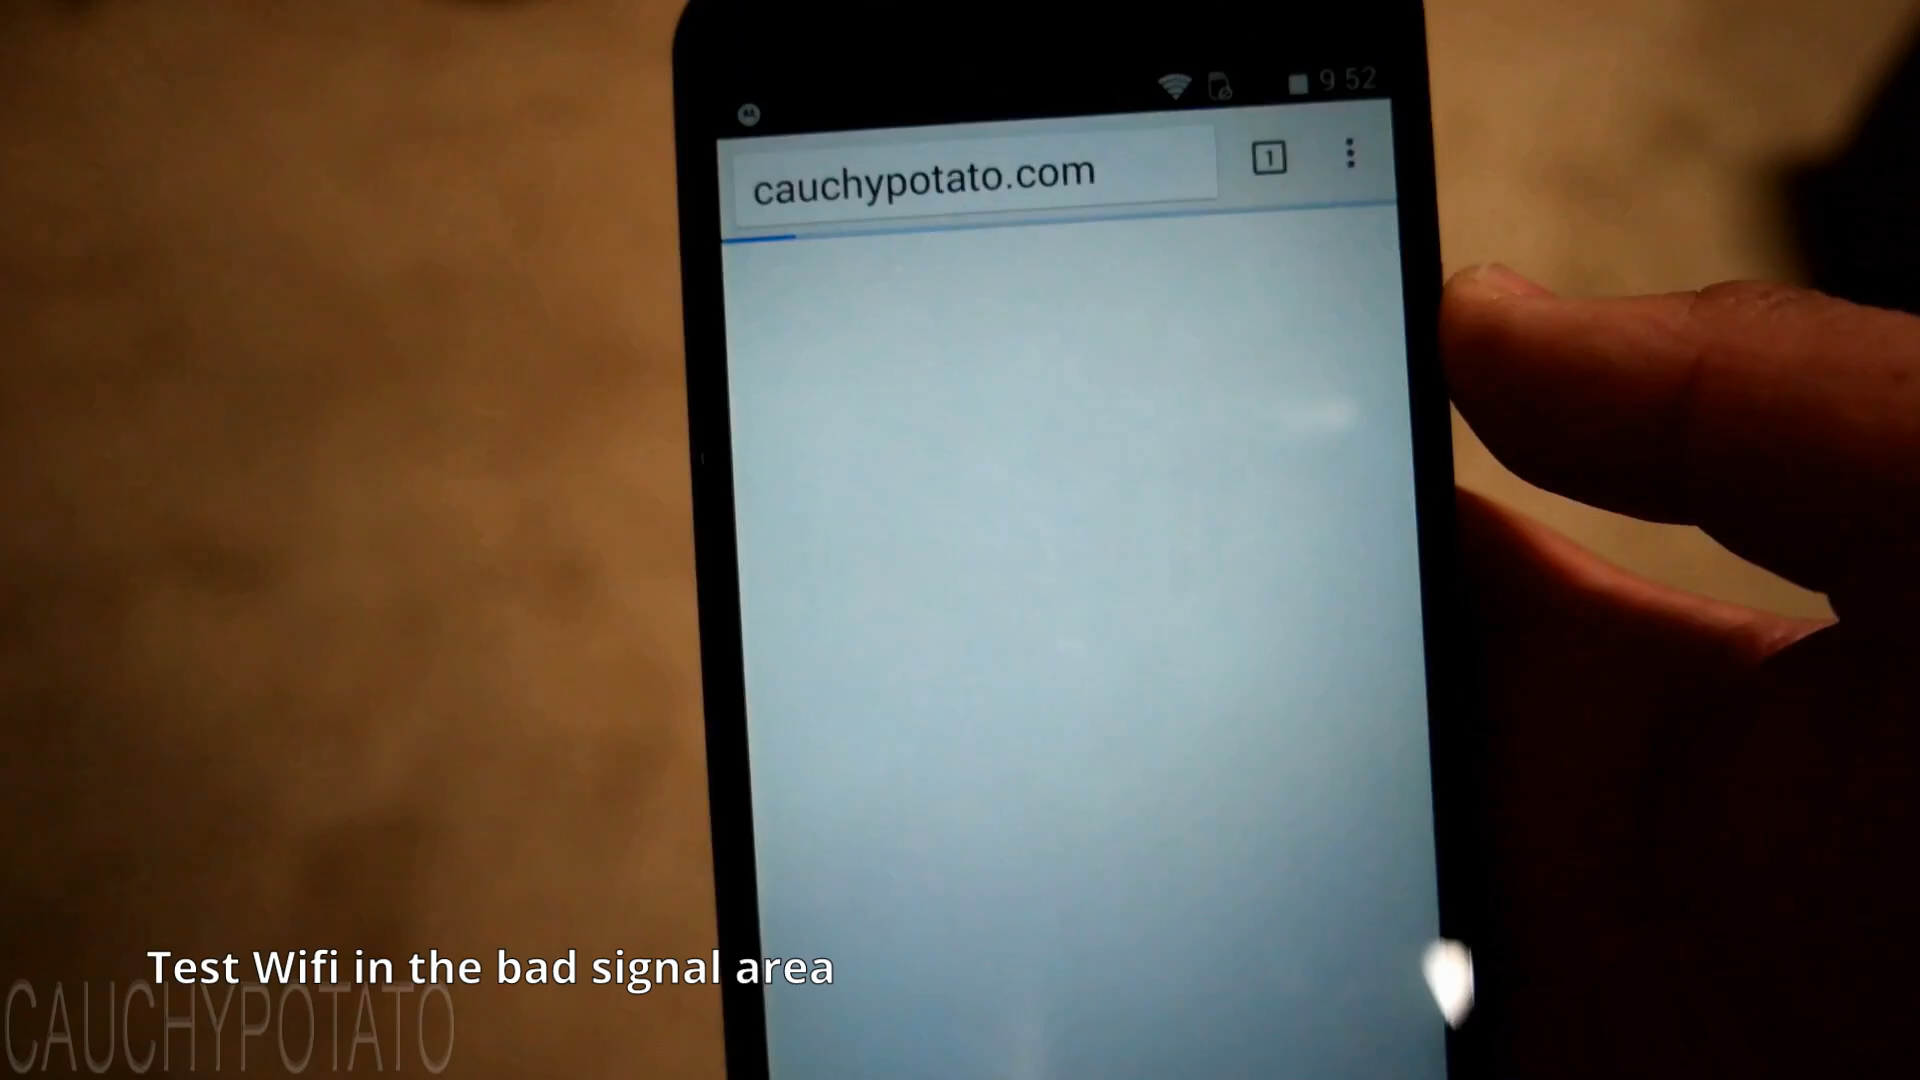 9 52
cauchypotato.com
1
Test Wifi in the bad signal area
CAUCHYPOTATO